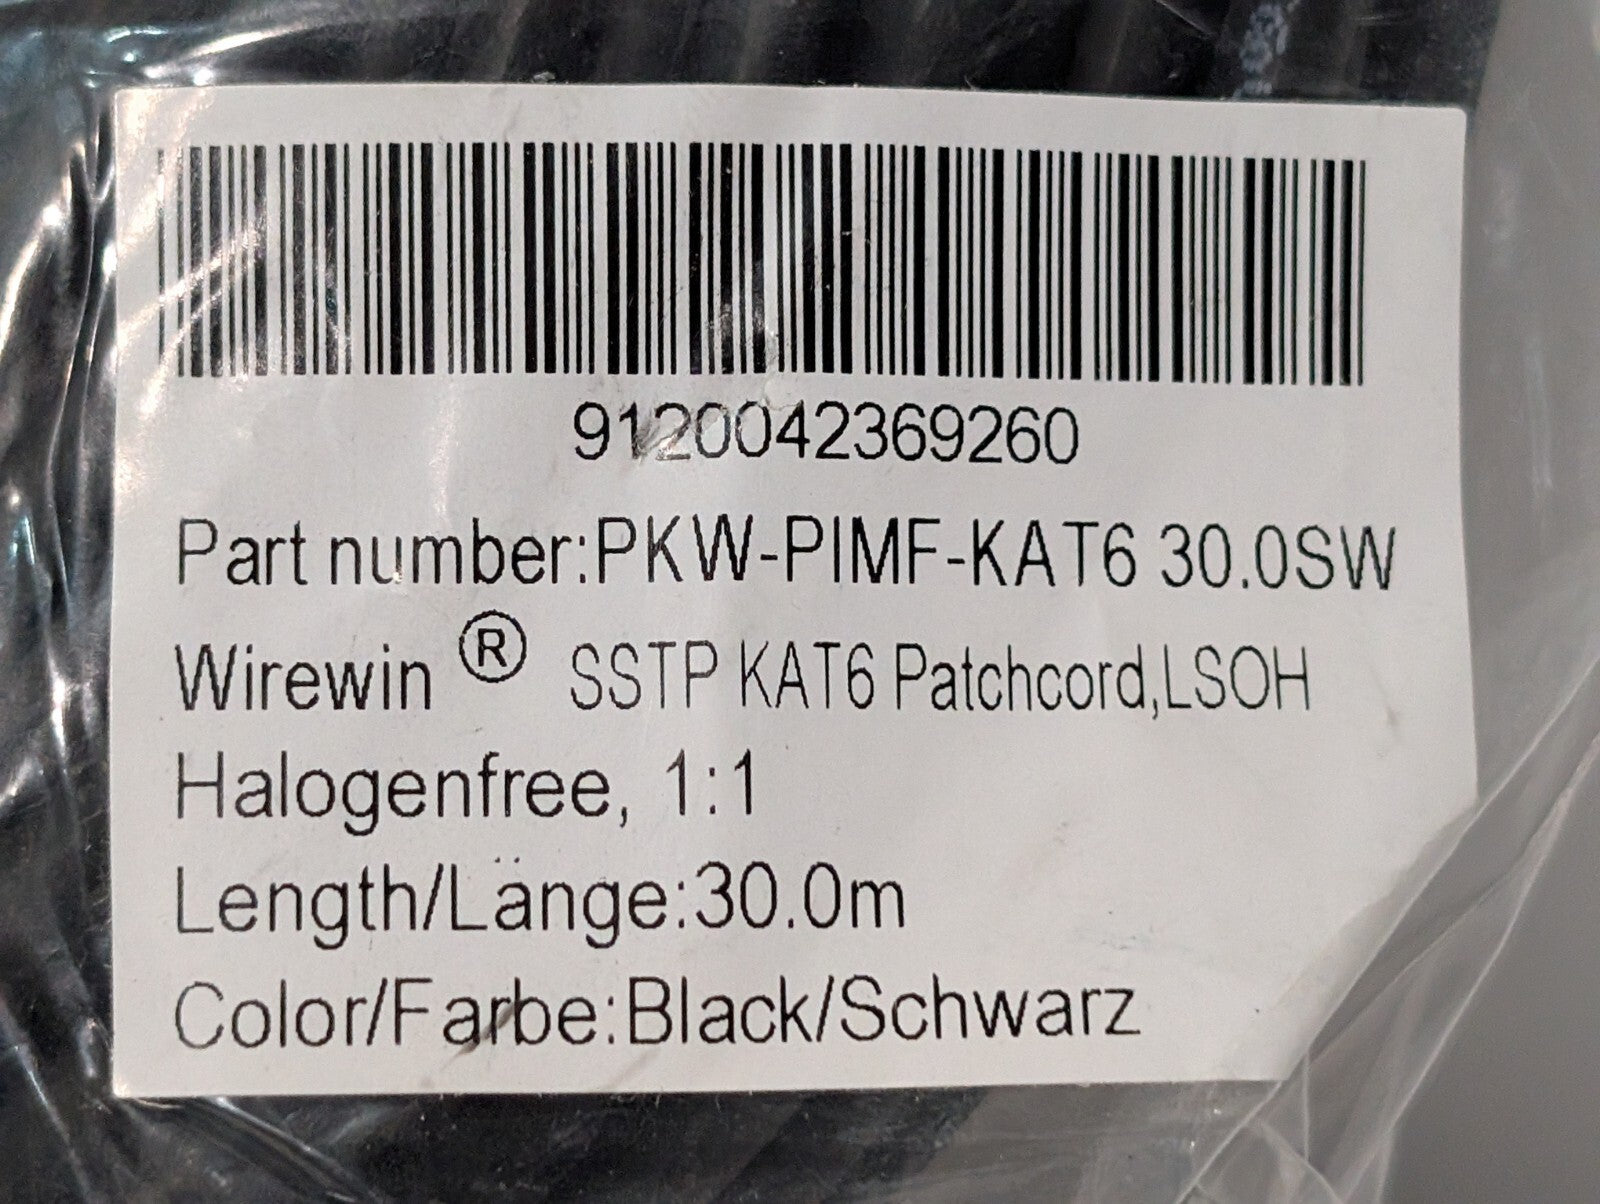 9120042369260
Part number:PKW-PIMF-KAT6 30.0SW
Wirewin ® SSTP KAT6 Patchcord,LSOH
Halogenfree, 1:1
Length/Länge:30.0m
Color/Farbe:Black/Schwarz